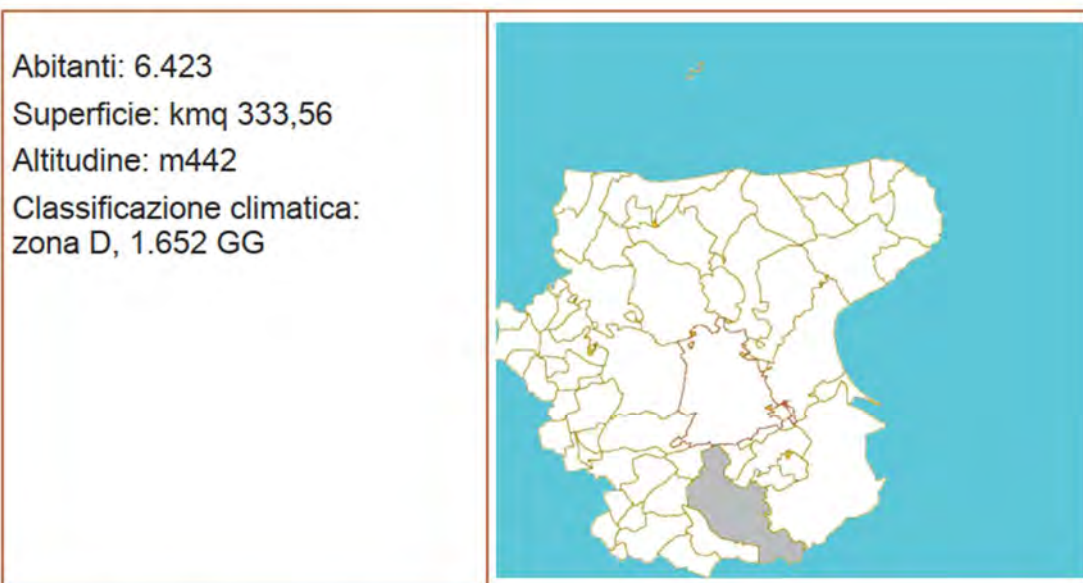 Abitanti: 6.423
Superficie: kmq 333,56
Altitudine: m442
Classificazione climatica:
zona D, 1.652 GG